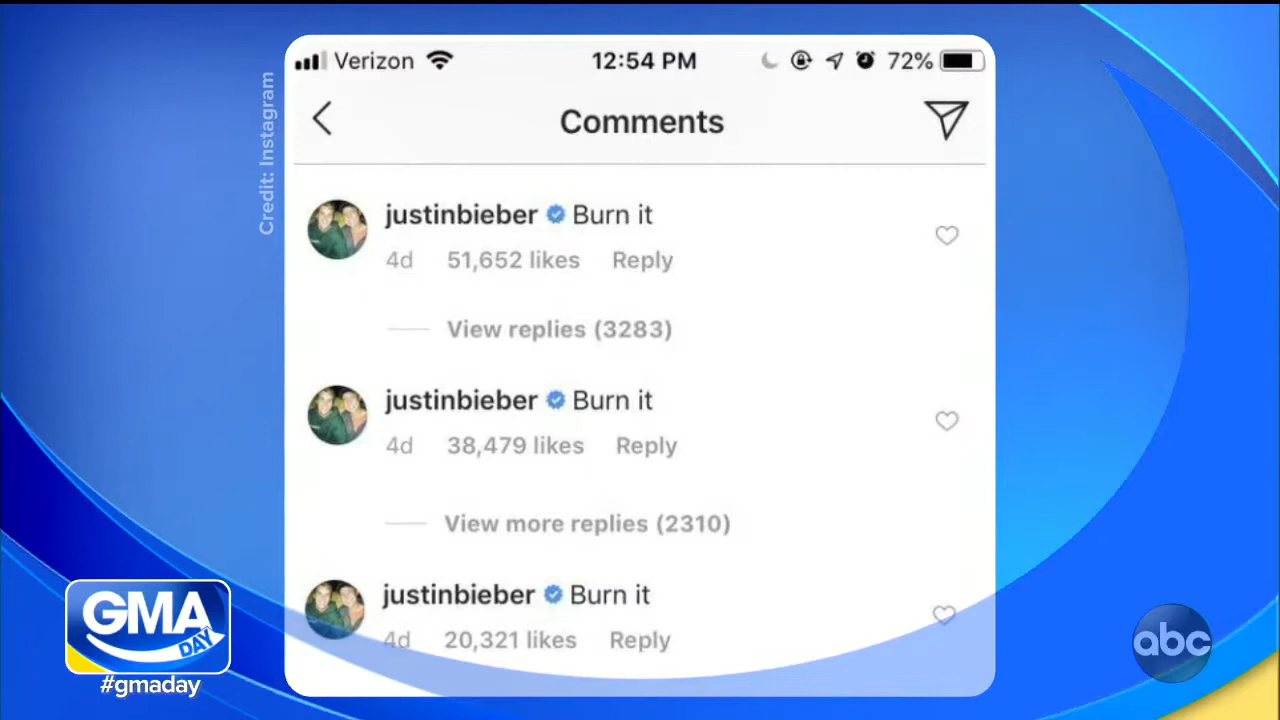 Verizon 12:54 PM 72%
Credit: Instagram
Comments
justinbieber Burn it
4d 51,652 likes Reply
View replies (3283)
justinbieber Burn it
4d 38,479 likes Reply
View more replies (2310)
justinbieber Burn it
4d 20,321 likes Reply
GMA
DAY
#gmaday
abc